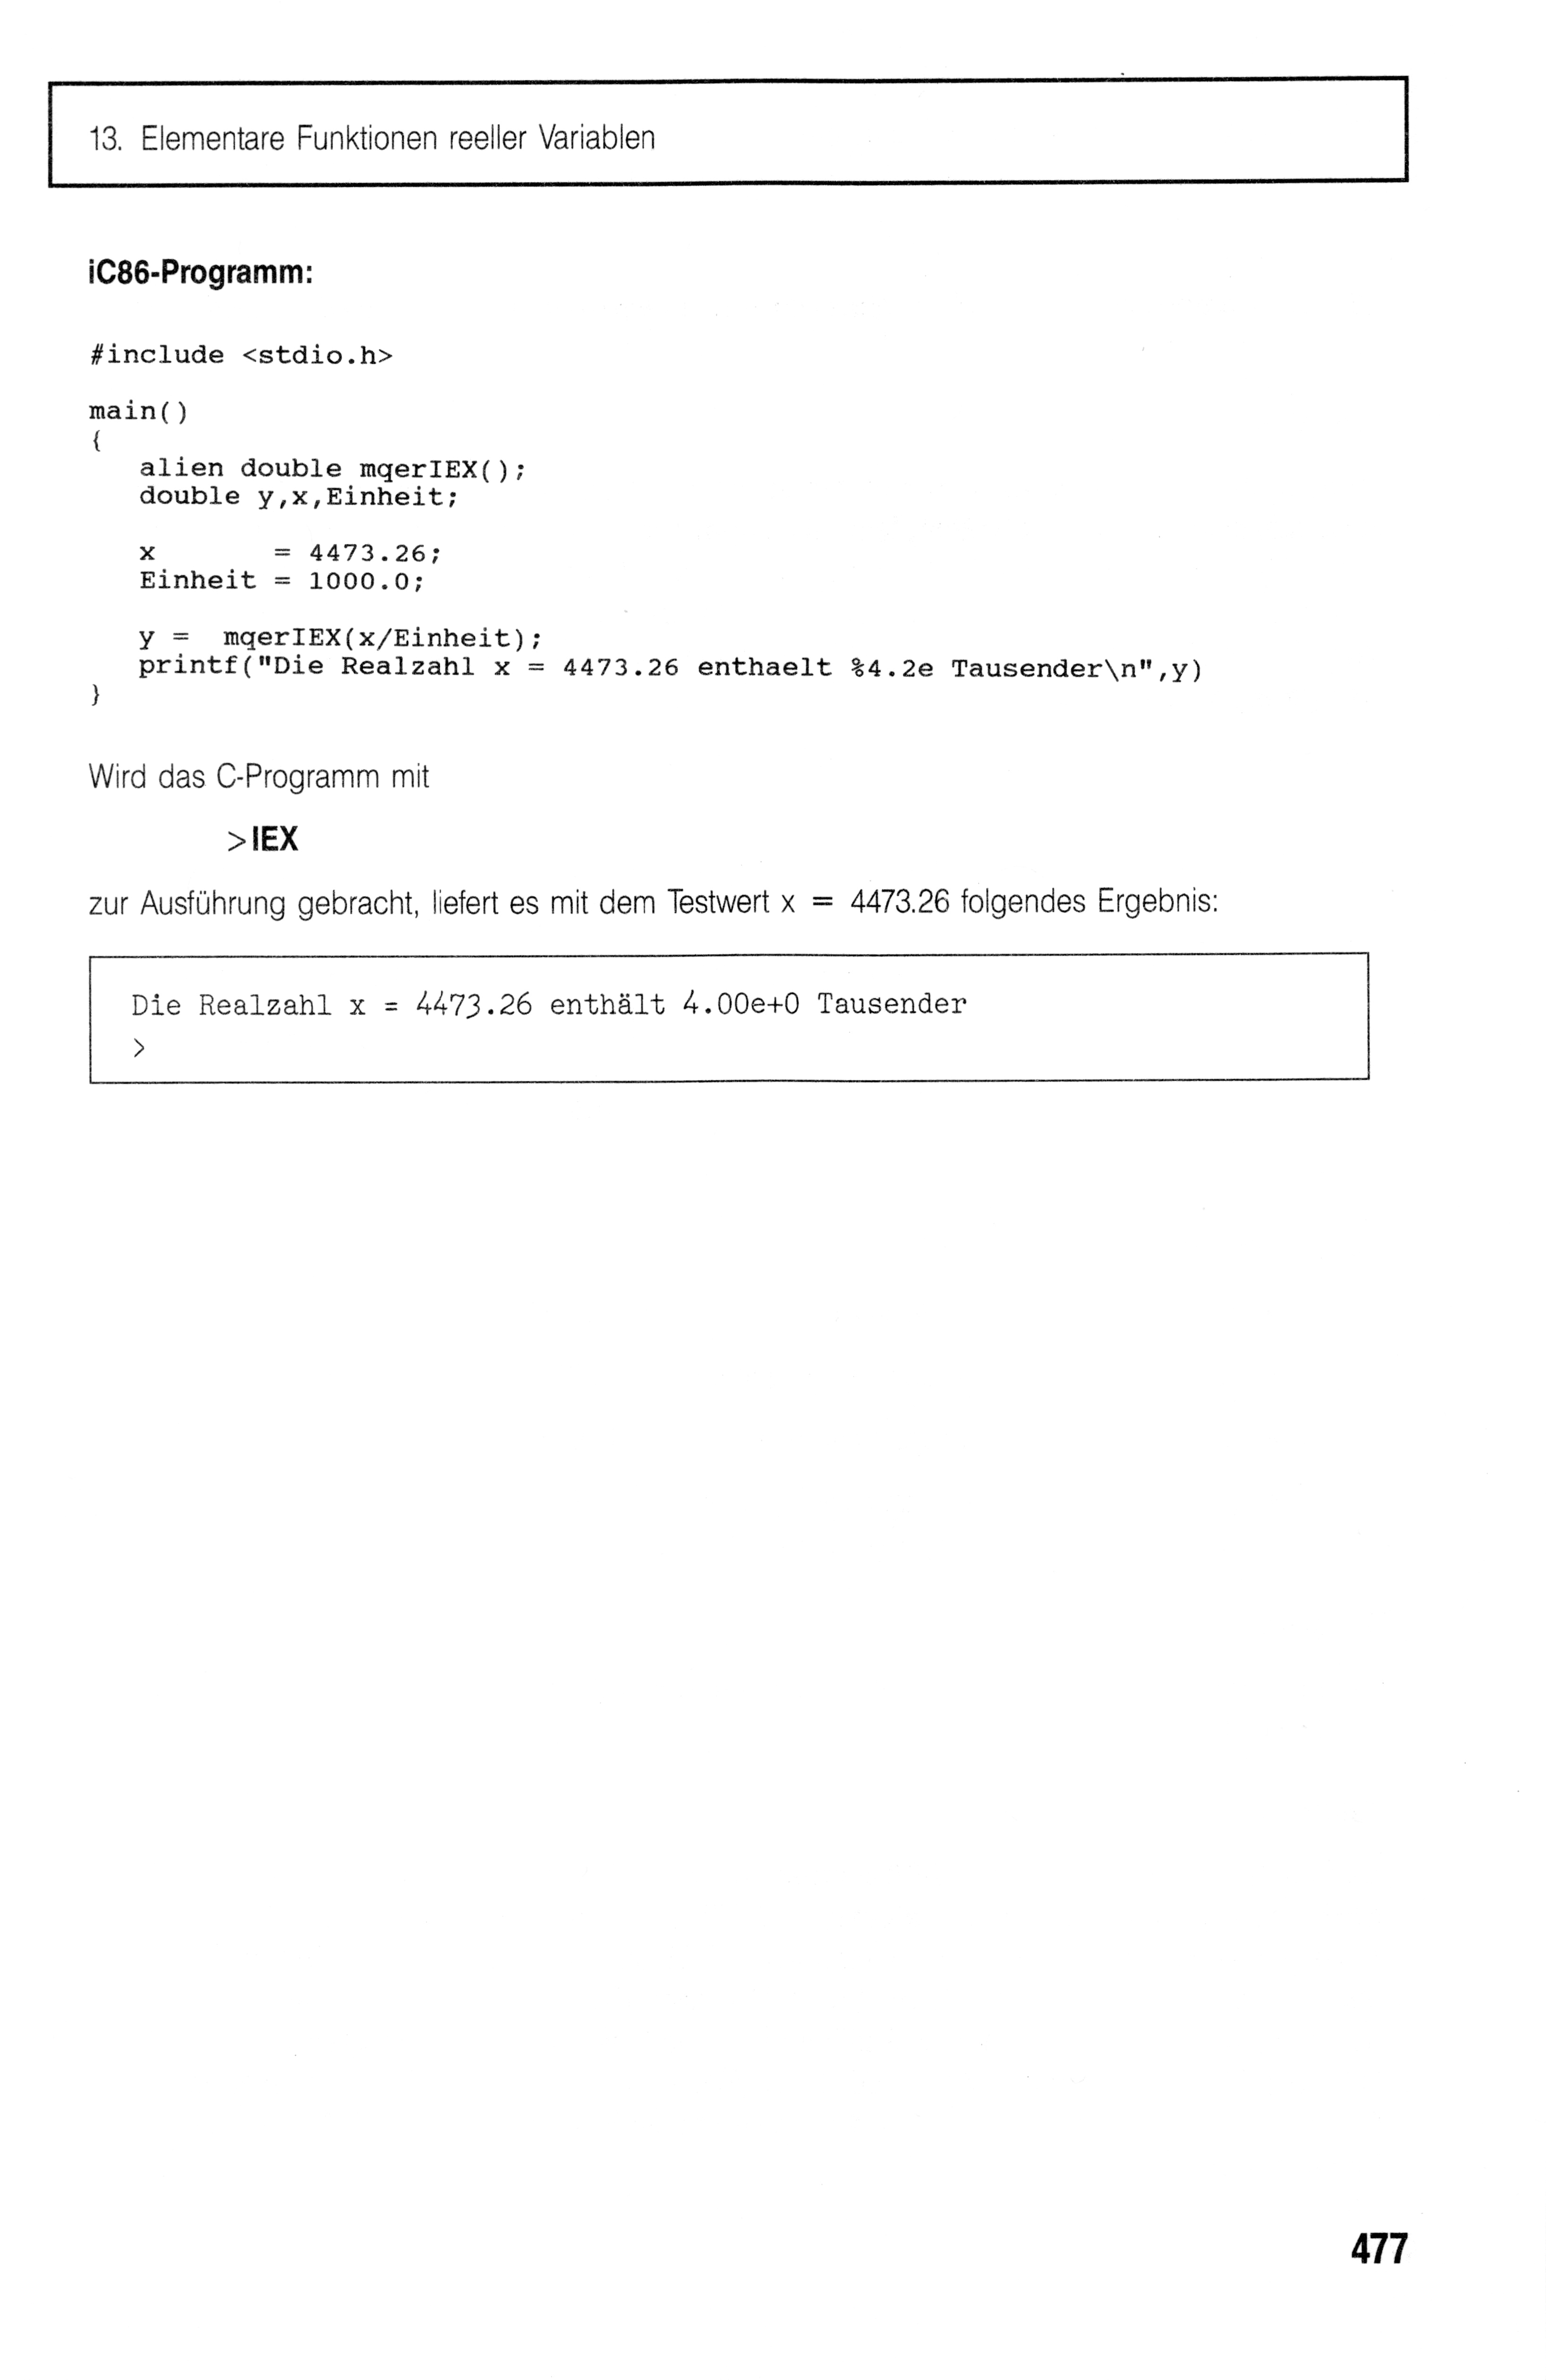 13. Elementare Funktionen reeller Variablen
iC86-Programm:
#include <stdio.h>
main()
{
   alien double mqerIEX();
   double y,x,Einheit;
   x       = 4473.26;
   Einheit = 1000.0;
   y =  mqerIEX(x/Einheit);
   printf("Die Realzahl x = 4473.26 enthaelt %4.2e Tausender\n",y)
}
Wird das C-Programm mit
>IEX
zur Ausführung gebracht, liefert es mit dem Testwert x = 4473.26 folgendes Ergebnis:
Die Realzahl x = 4473.26 enthält 4.00e+0 Tausender
>
477